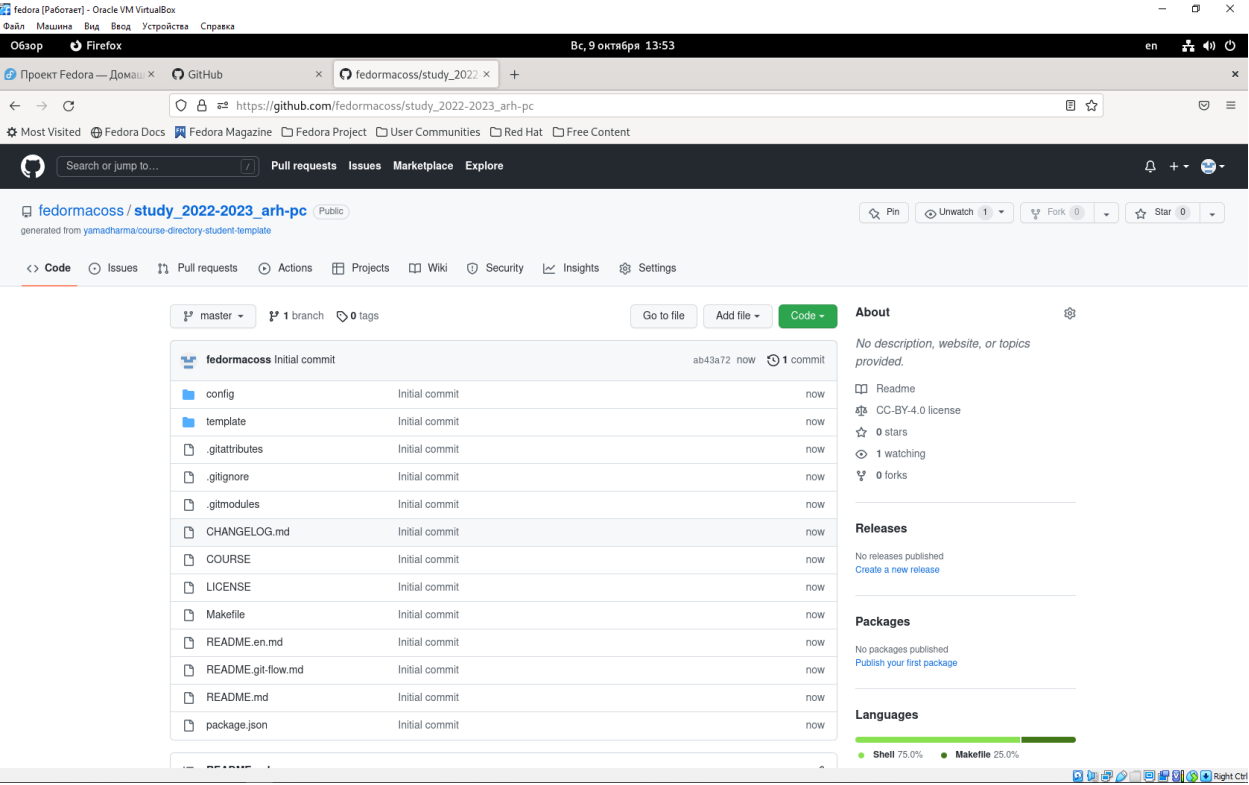 fedora [Работает] - Oracle VM VirtualBox
Файл Машина Вид Ввод Устройства Справка
Обзор Firefox Вс, 9 октября 13:53 en
Проект Fedora — Домаш GitHub fedormacoss/study_2022
https://github.com/fedormacoss/study_2022-2023_arh-pc
Most Visited Fedora Docs Fedora Magazine Fedora Project User Communities Red Hat Free Content
Search or jump to... / Pull requests Issues Marketplace Explore
fedormacoss / study_2022-2023_arh-pc Public Pin Unwatch 1 Fork 0 Star 0
generated from yamadharma/course-directory-student-template
Code Issues Pull requests Actions Projects Wiki Security Insights Settings
master 1 branch 0 tags Go to file Add file Code
fedormacoss Initial commit ab43a72 now 1 commit
config Initial commit now
template Initial commit now
.gitattributes Initial commit now
.gitignore Initial commit now
.gitmodules Initial commit now
CHANGELOG.md Initial commit now
COURSE Initial commit now
LICENSE Initial commit now
Makefile Initial commit now
README.en.md Initial commit now
README.git-flow.md Initial commit now
README.md Initial commit now
package.json Initial commit now
About
No description, website, or topics
provided.
Readme
CC-BY-4.0 license
0 stars
1 watching
0 forks
Releases
No releases published
Create a new release
Packages
No packages published
Publish your first package
Languages
Shell 75.0% Makefile 25.0%
Right Ctrl